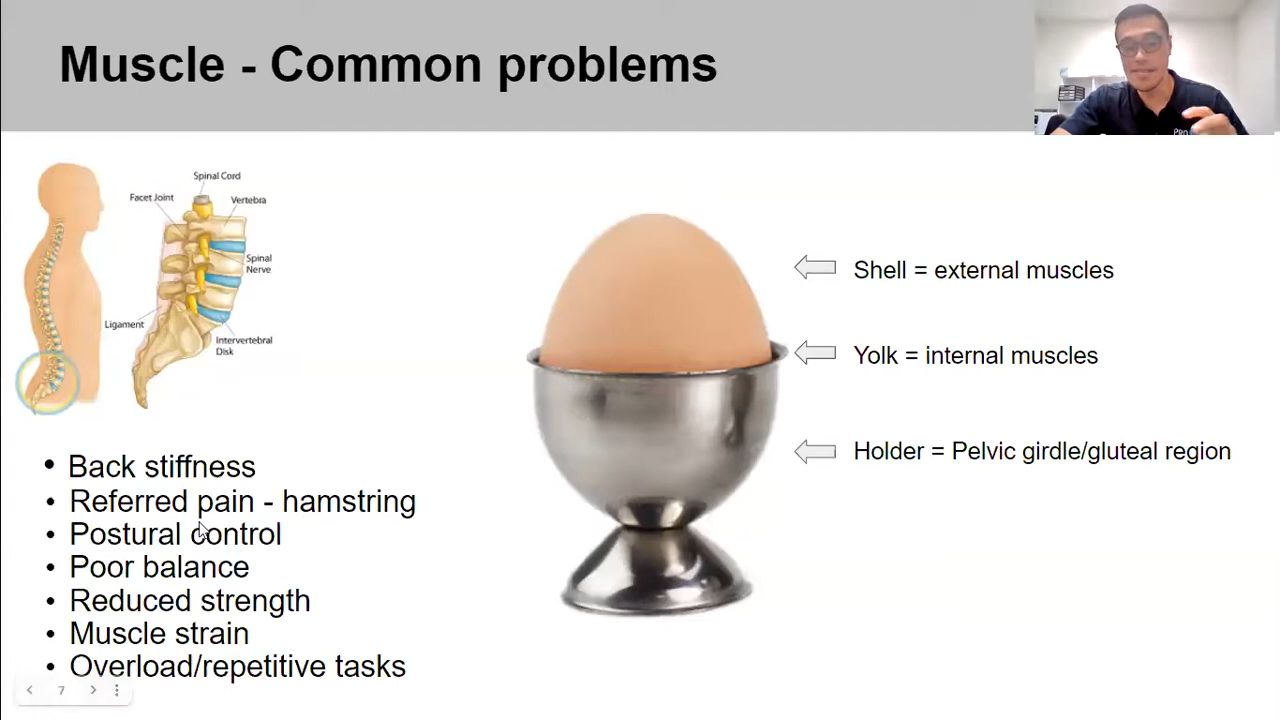 Muscle - Common problems
PRO
Spinal Cord
Facet Joint
Vertebra
Spinal
Nerve
Ligament
Intervertebral
Disk
Shell = external muscles
Yolk = internal muscles
Holder = Pelvic girdle/gluteal region
• Back stiffness
• Referred pain - hamstring
• Postural control
• Poor balance
• Reduced strength
• Muscle strain
• Overload/repetitive tasks
7